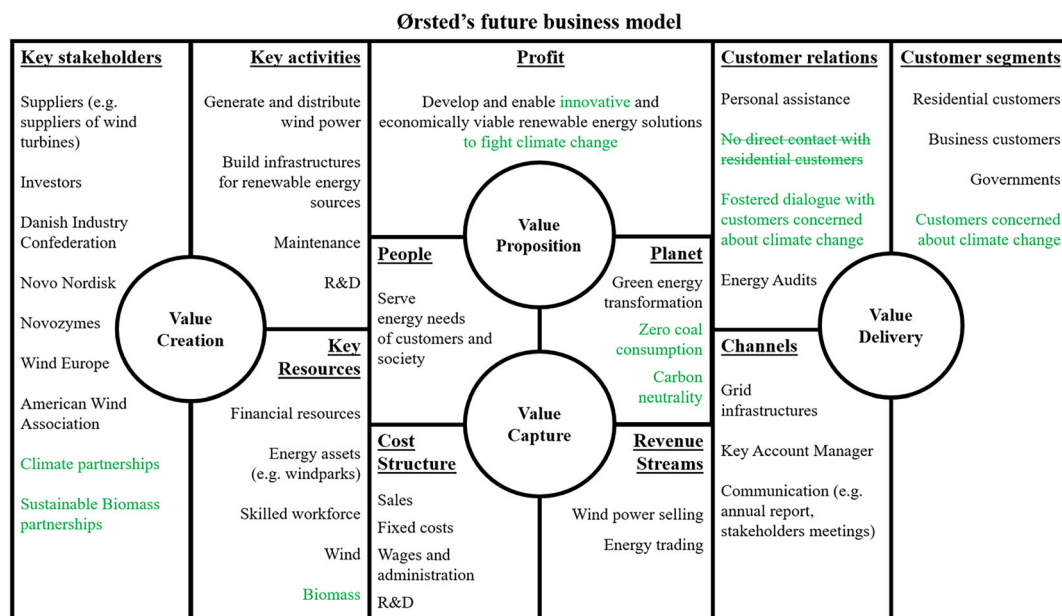 Ørsted's future business model
Key stakeholders
Suppliers (e.g.
suppliers of wind
turbines)
Investors
Danish Industry
Confederation
Novo Nordisk
Novozymes
Wind Europe
American Wind
Association
Climate partnerships
Sustainable Biomass
partnerships
Value
Creation
Key activities
Generate and distribute
wind power
Build infrastructures
for renewable energy
sources
Maintenance
R&D
Key
Resources
Financial resources
Energy assets
(e.g. windparks)
Skilled workforce
Wind
Biomass
Profit
Develop and enable innovative and
economically viable renewable energy solutions
to fight climate change
Value
Proposition
People
Serve
energy needs
of customers and
society
Planet
Green energy
transformation
Zero coal
consumption
Carbon
neutrality
Value
Capture
Cost
Structure
Sales
Fixed costs
Wages and
administration
R&D
Revenue
Streams
Wind power selling
Energy trading
Customer relations
Personal assistance
No direct contact with
residential customers
Fostered dialogue with
customers concerned
about climate change
Energy Audits
Channels
Grid
infrastructures
Key Account Manager
Communication (e.g.
annual report,
stakeholders meetings)
Value
Delivery
Customer segments
Residential customers
Business customers
Governments
Customers concerned
about climate change